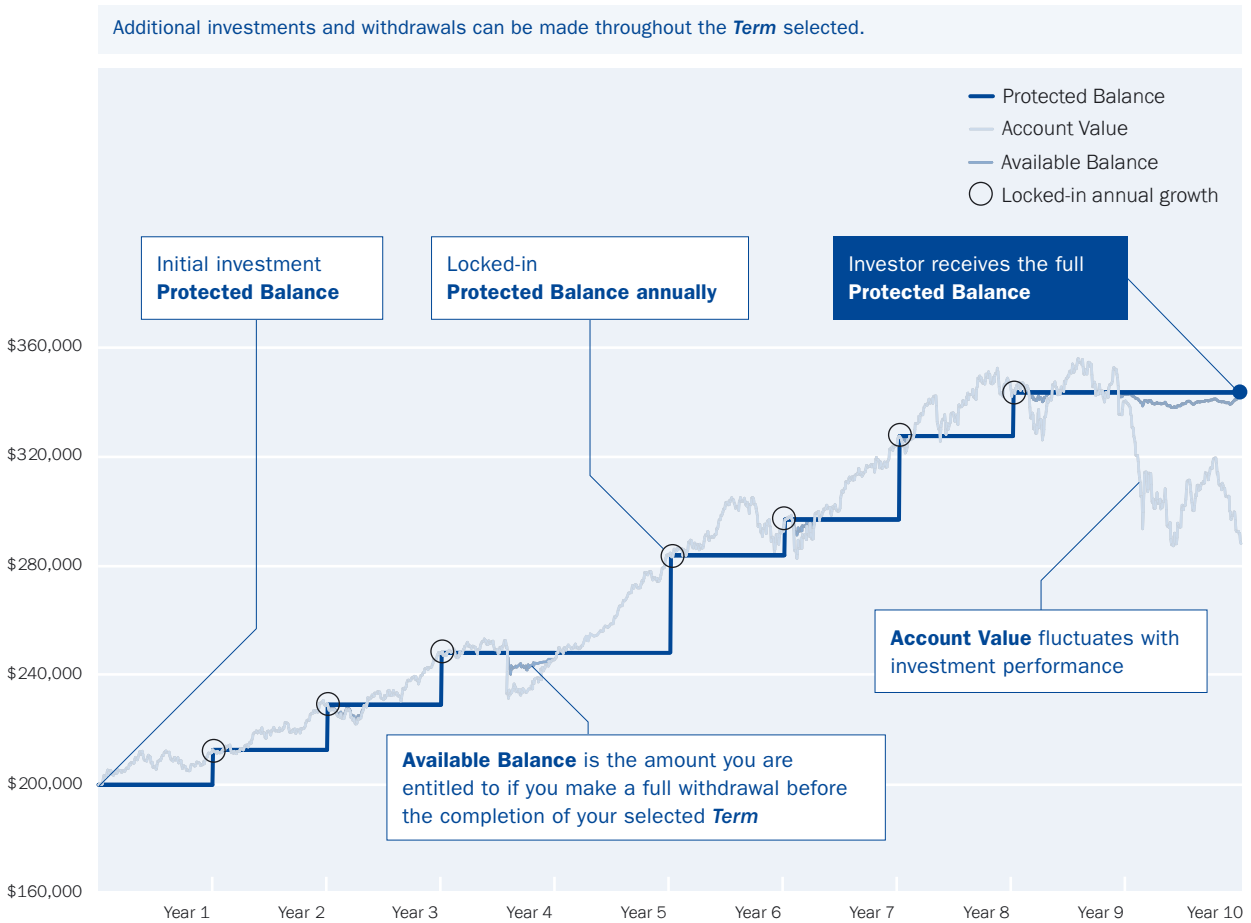 Additional investments and withdrawals can be made throughout the Term selected.
Protected Balance
Account Value
Available Balance
Locked-in annual growth
Initial investment
Protected Balance
Locked-in
Protected Balance annually
Investor receives the full
Protected Balance
$360,000
$320,000
$280,000
$240,000
$200,000
$160,000
Account Value fluctuates with
investment performance
Available Balance is the amount you are
entitled to if you make a full withdrawal before
the completion of your selected Term
Year 1
Year 2
Year 3
Year 4
Year 5
Year 6
Year 7
Year 8
Year 9
Year 10